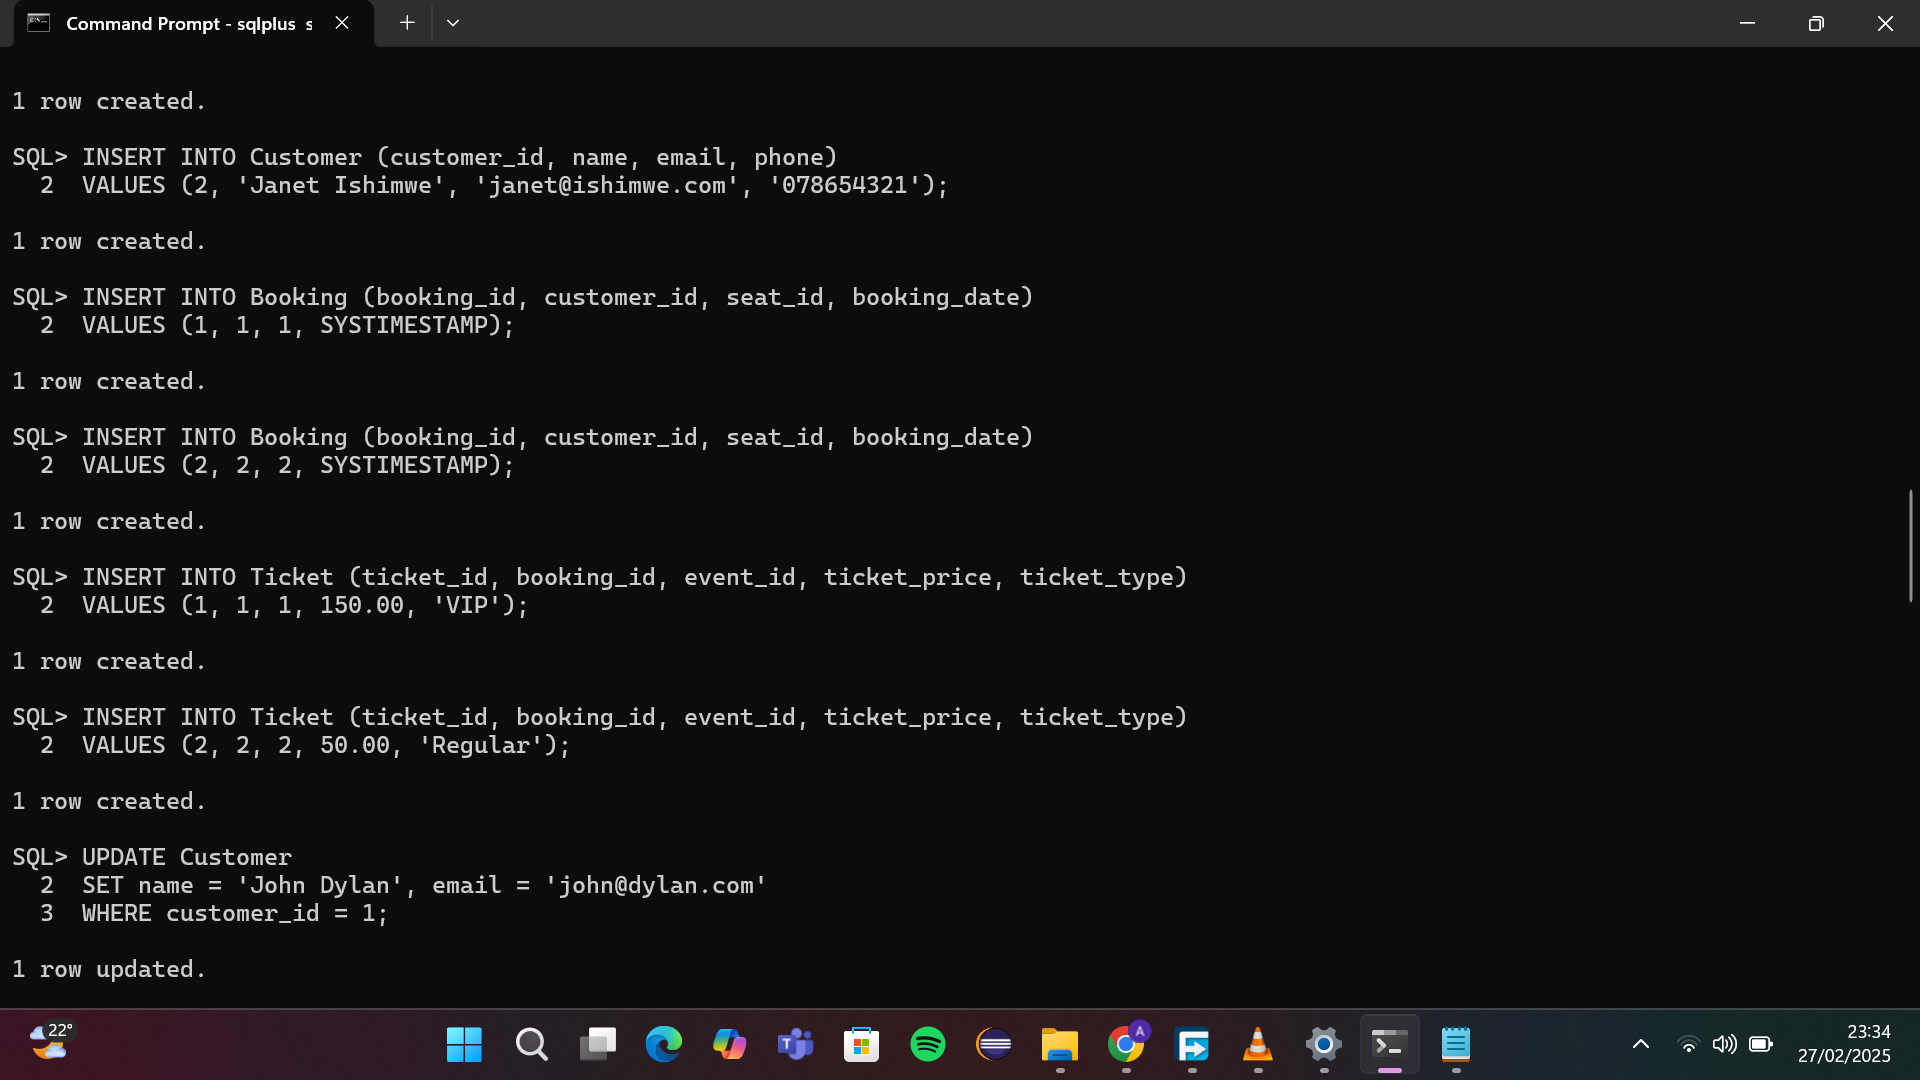 Command Prompt - sqlplus s
1 row created.
SQL> INSERT INTO Customer (customer_id, name, email, phone)
  2  VALUES (2, 'Janet Ishimwe', 'janet@ishimwe.com', '078654321');
1 row created.
SQL> INSERT INTO Booking (booking_id, customer_id, seat_id, booking_date)
  2  VALUES (1, 1, 1, SYSTIMESTAMP);
1 row created.
SQL> INSERT INTO Booking (booking_id, customer_id, seat_id, booking_date)
  2  VALUES (2, 2, 2, SYSTIMESTAMP);
1 row created.
SQL> INSERT INTO Ticket (ticket_id, booking_id, event_id, ticket_price, ticket_type)
  2  VALUES (1, 1, 1, 150.00, 'VIP');
1 row created.
SQL> INSERT INTO Ticket (ticket_id, booking_id, event_id, ticket_price, ticket_type)
  2  VALUES (2, 2, 2, 50.00, 'Regular');
1 row created.
SQL> UPDATE Customer
  2  SET name = 'John Dylan', email = 'john@dylan.com'
  3  WHERE customer_id = 1;
1 row updated.
22°
A
T
23:34
27/02/2025